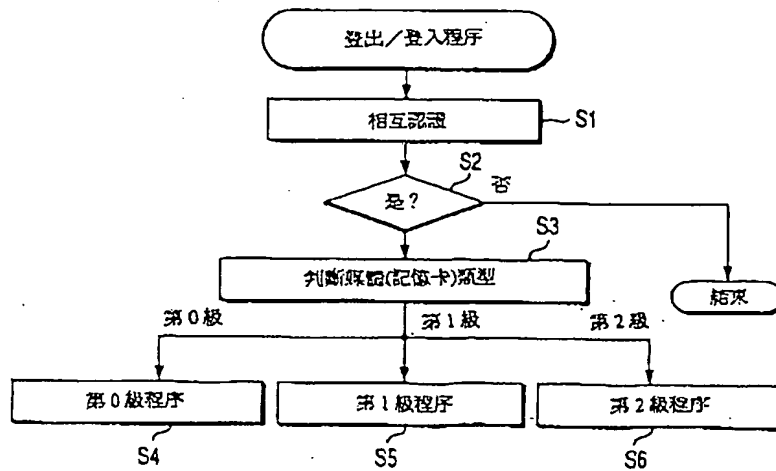 登出／登入程序
相互認證
S1
S2
是？
否
S3
判斷媒體(記憶卡)類型
結束
第0級
第1級
第2級
第0級程序
第1級程序
第2級程序
S4
S5
S6